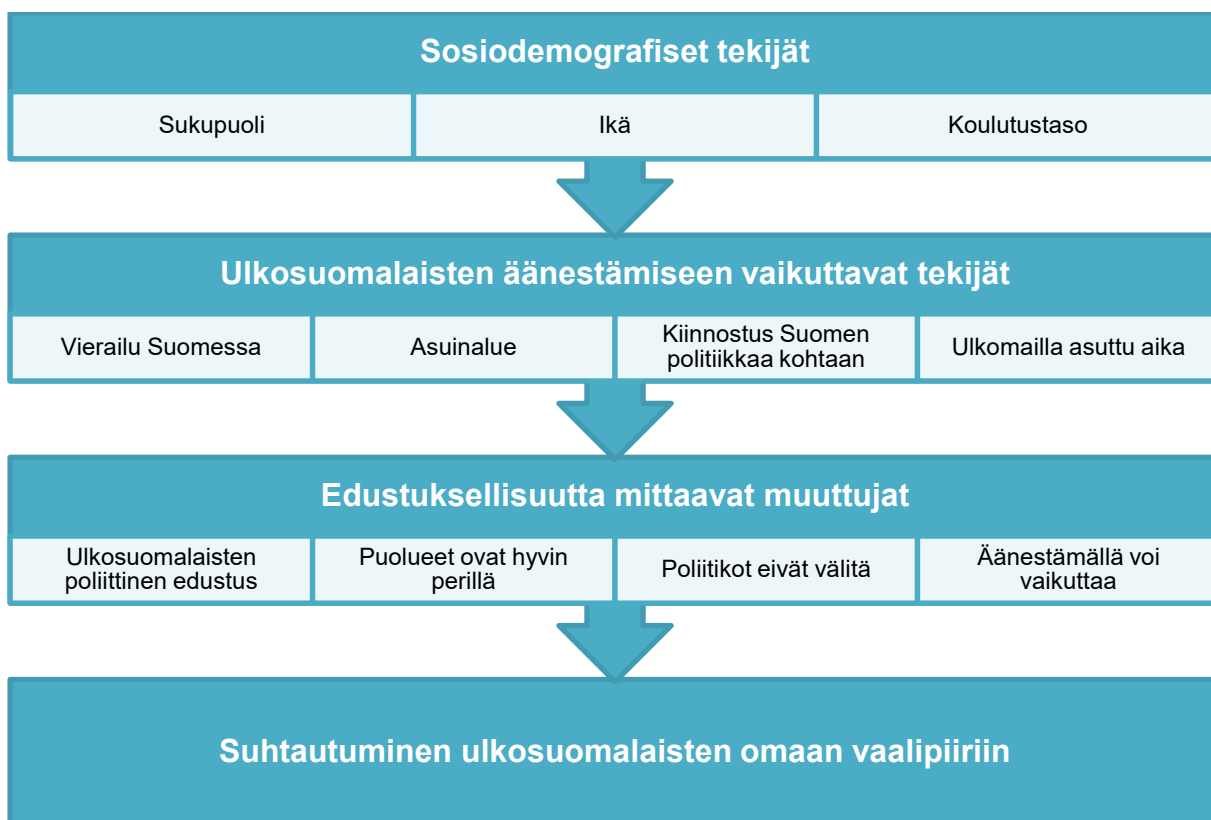 Sosiodemografiset tekijät
Sukupuoli
Ikä
Koulutustaso
Ulkosuomalaisten äänestämiseen vaikuttavat tekijät
Vierailu Suomessa
Asuinalue
Kiinnostus Suomen
politiikkaa kohtaan
Ulkomailla asuttu aika
Edustuksellisuutta mittaavat muuttujat
Ulkosuomalaisten
poliittinen edustus
Puolueet ovat hyvin
perillä
Poliitikot eivät välitä
Äänestämällä voi
vaikuttaa
Suhtautuminen ulkosuomalaisten omaan vaalipiiriin